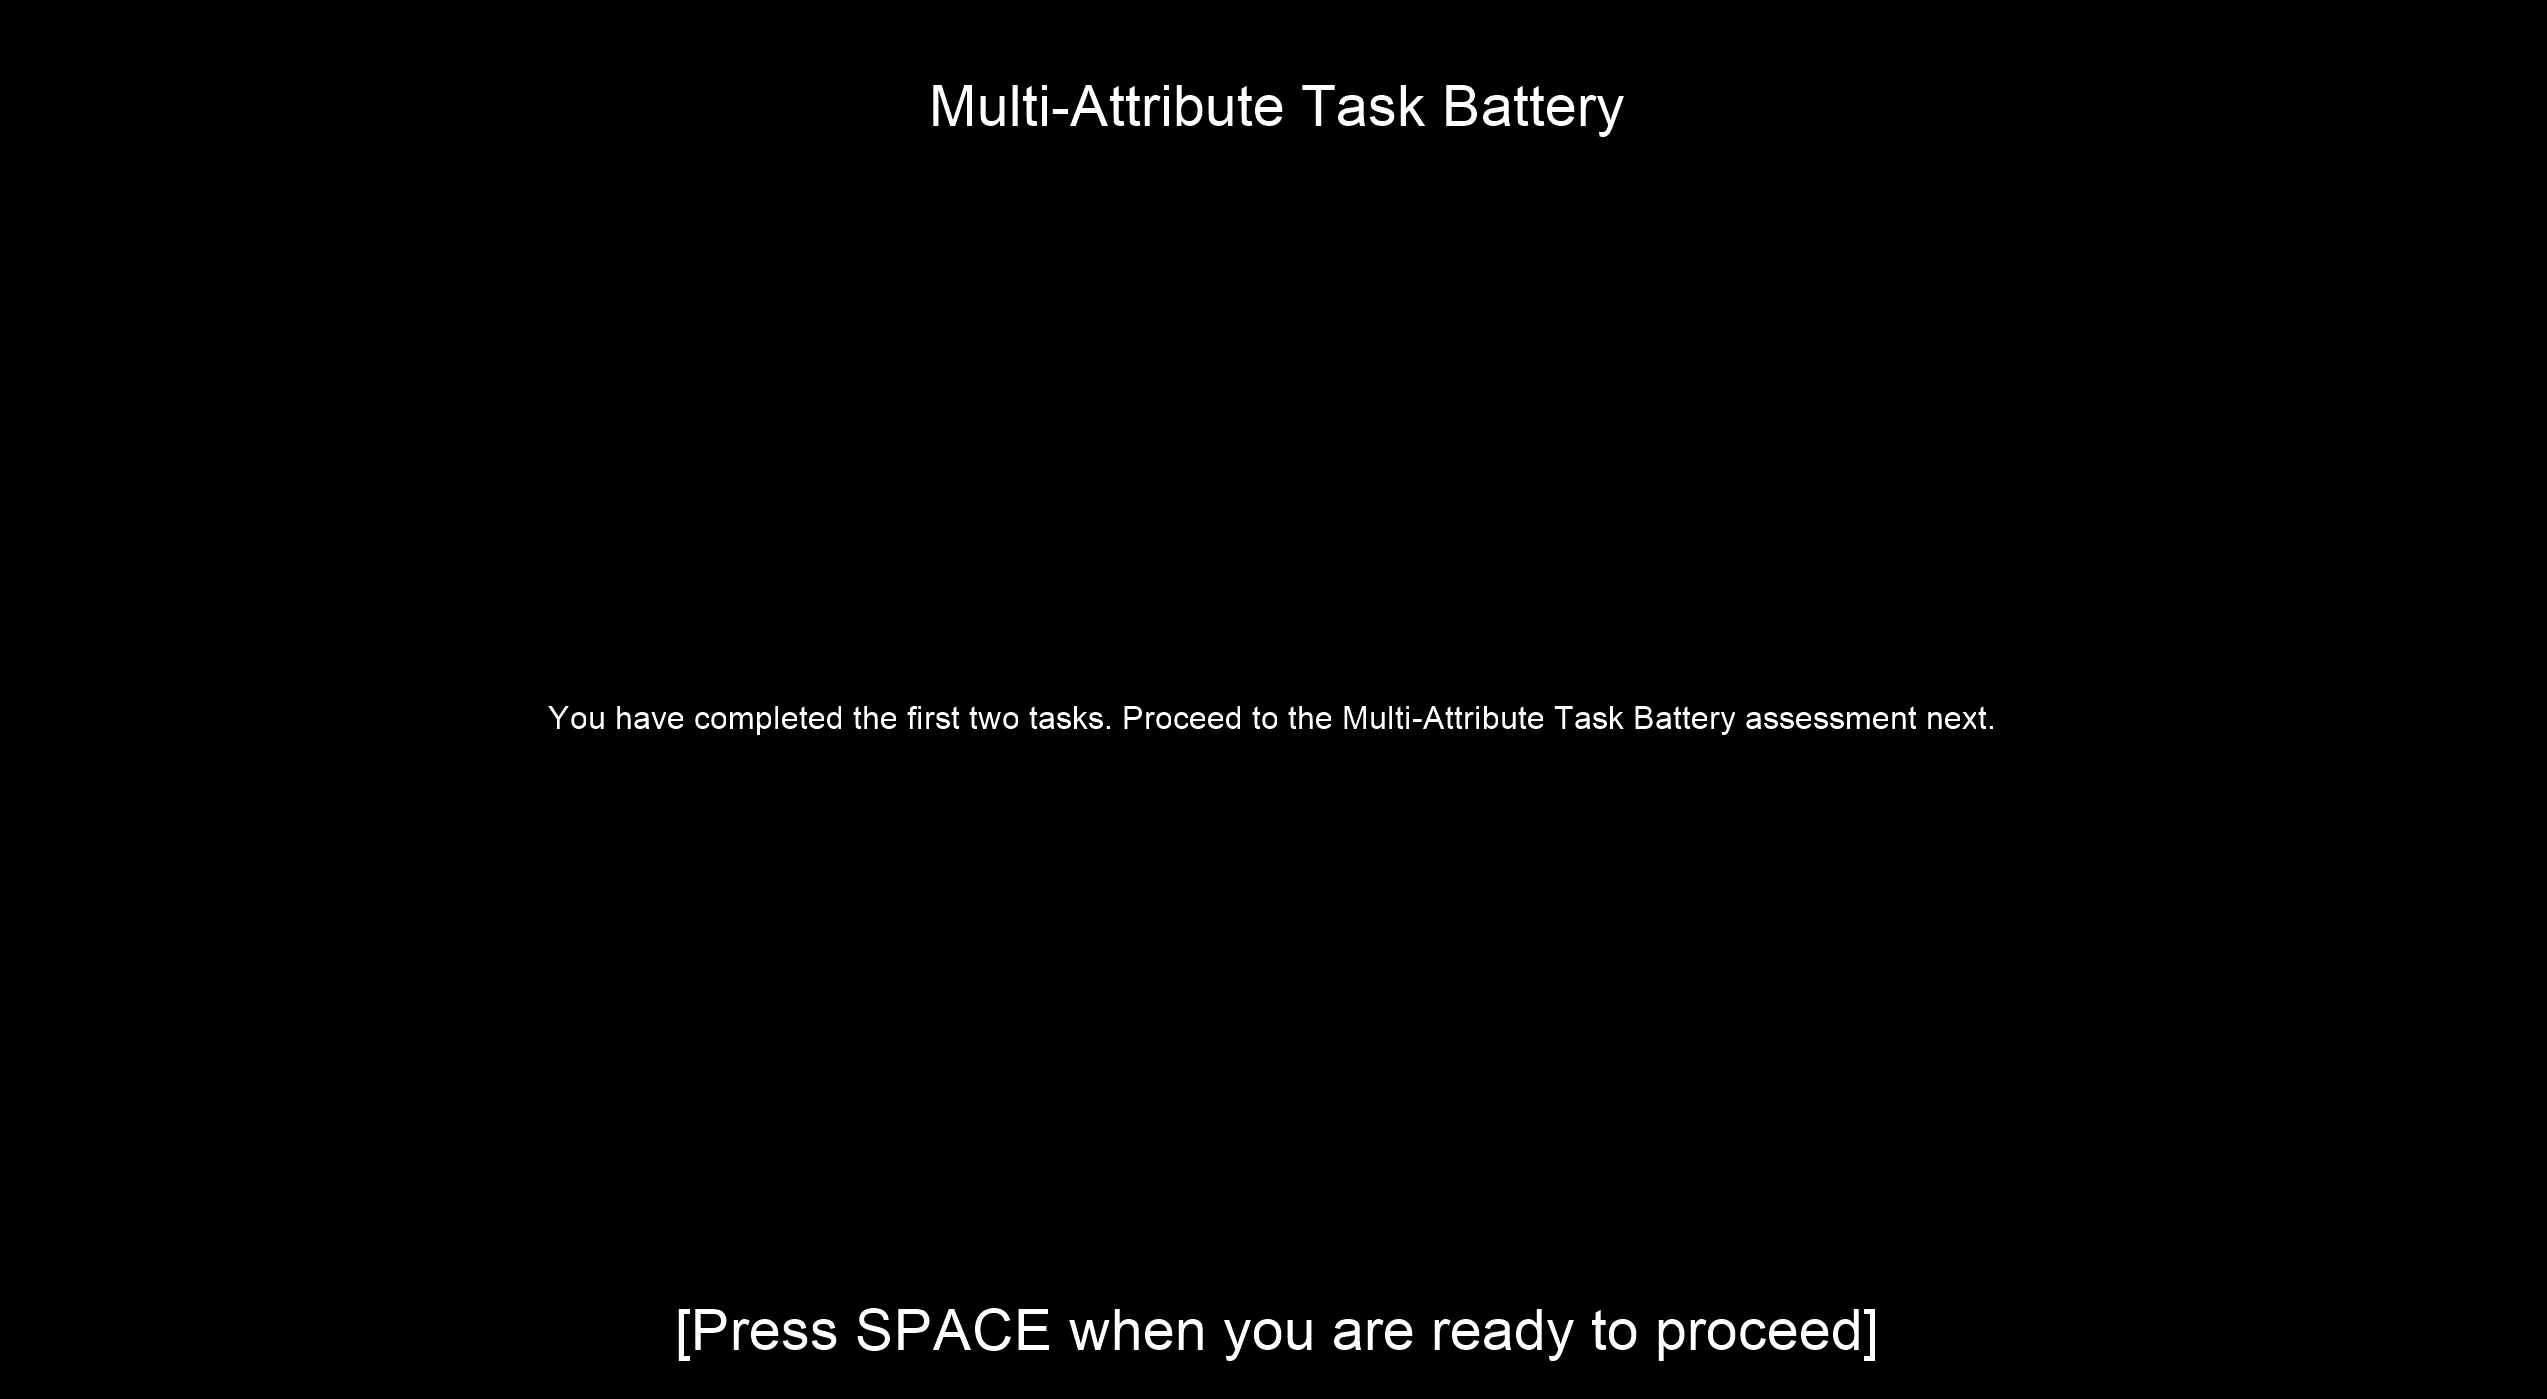 Multi-Attribute Task Battery
You have completed the first two tasks. Proceed to the Multi-Attribute Task Battery assessment next.
[Press SPACE when you are ready to proceed]